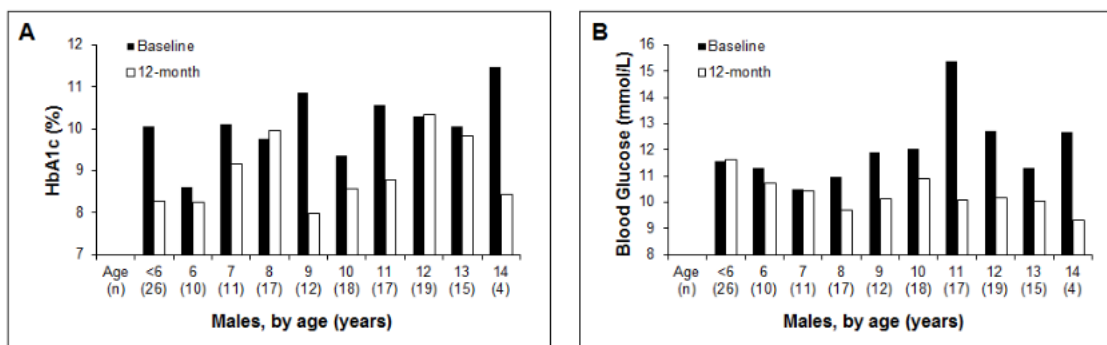 A
Baseline
12-month
HbA1c (%)
12
11
10
9
8
7
Age <6 6 7 8 9 10 11 12 13 14
(n) (26) (10) (11) (17) (12) (18) (17) (19) (15) (4)
Males, by age (years)
B
Baseline
12-month
Blood Glucose (mmol/L)
16
15
14
13
12
11
10
9
8
Age <6 6 7 8 9 10 11 12 13 14
(n) (26) (10) (11) (17) (12) (18) (17) (19) (15) (4)
Males, by age (years)